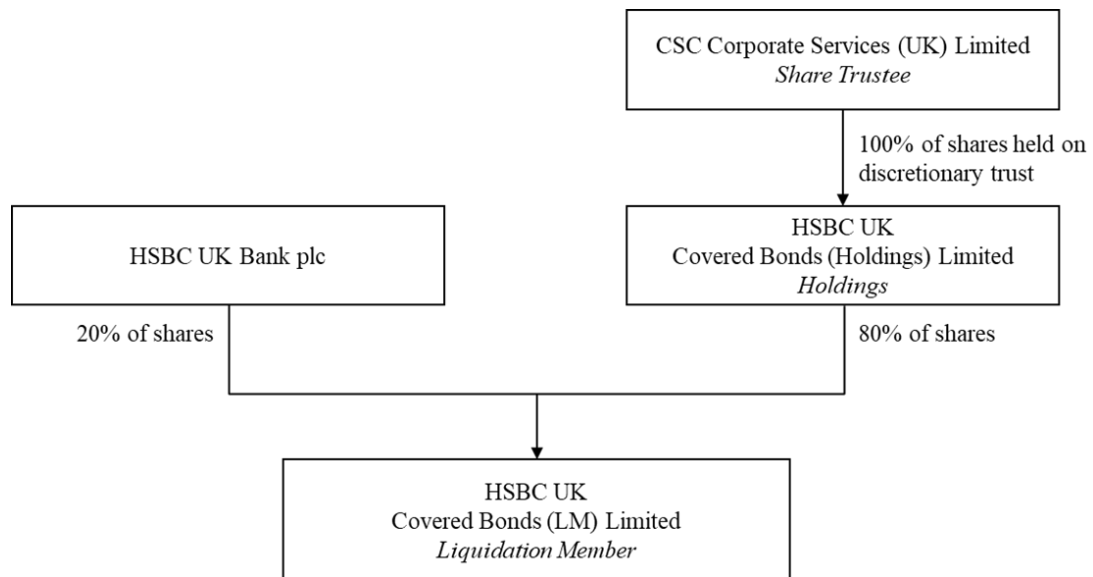 CSC Corporate Services (UK) Limited
Share Trustee
100% of shares held on
discretionary trust
HSBC UK Bank plc
HSBC UK
Covered Bonds (Holdings) Limited
Holdings
20% of shares
80% of shares
HSBC UK
Covered Bonds (LM) Limited
Liquidation Member